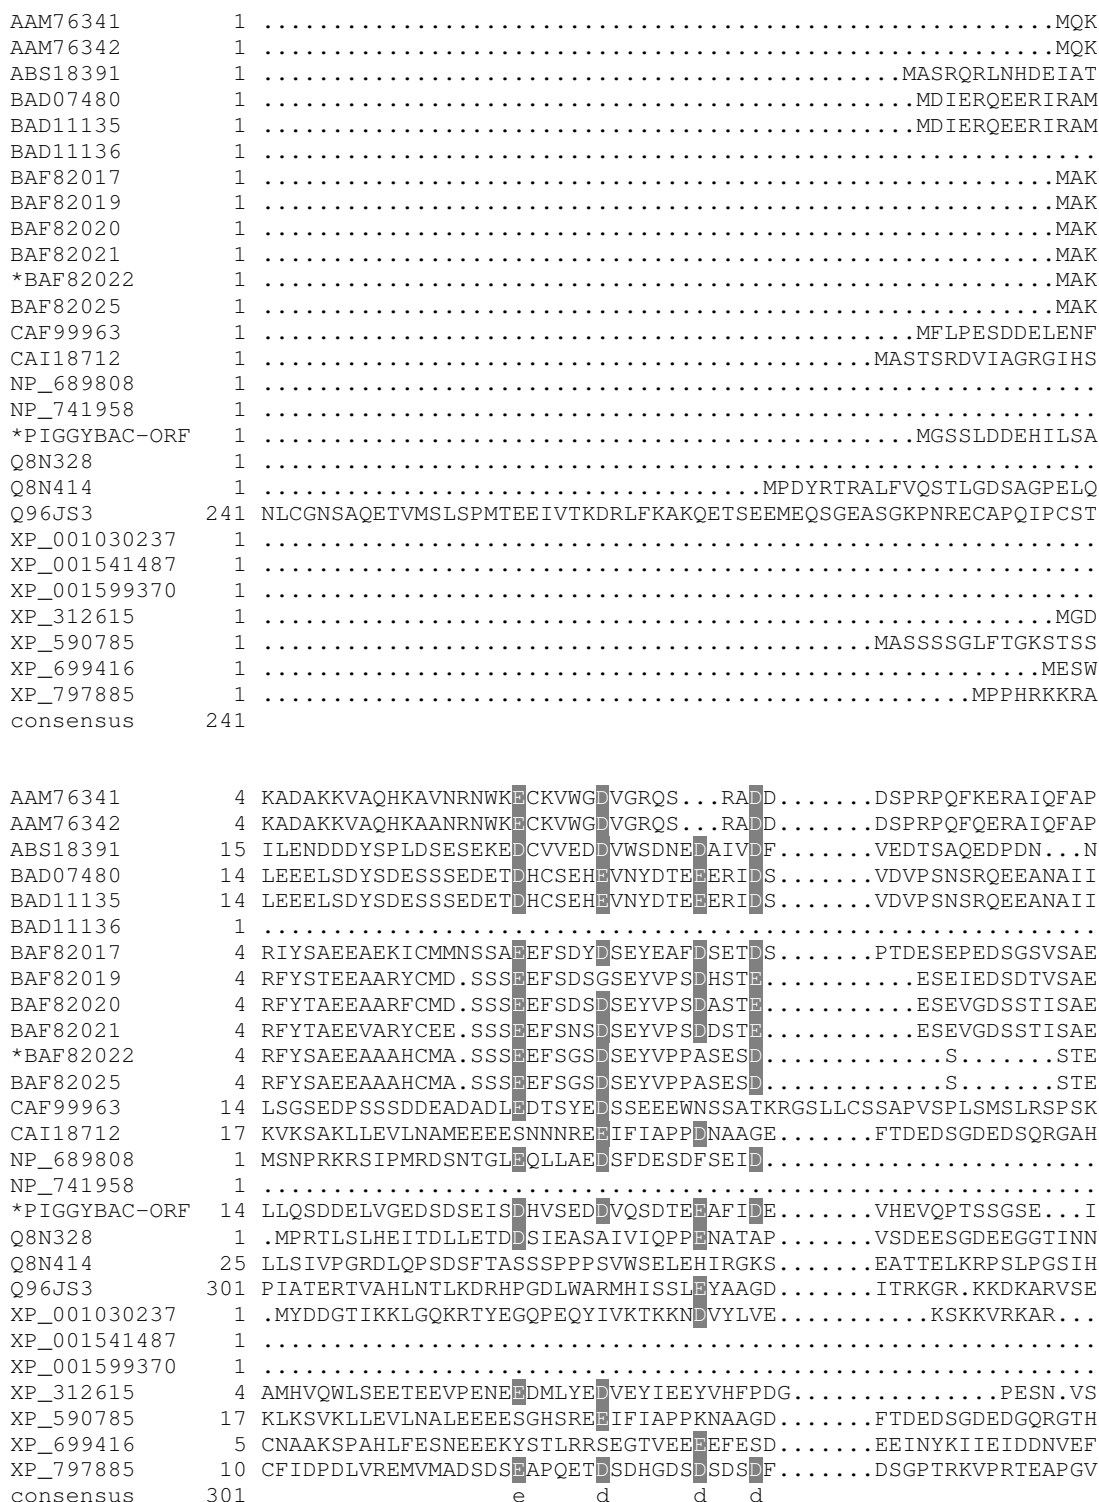 AAM76341 1 .........................................................MQK
AAM76342 1 .........................................................MQK
ABS18391 1 ..............................................MASRQRLNHDEIAT
BAD07480 1 ...............................................MDIERQEERIRAM
BAD11135 1 ...............................................MDIERQEERIRAM
BAD11136 1 ............................................................
BAF82017 1 .........................................................MAK
BAF82019 1 .........................................................MAK
BAF82020 1 .........................................................MAK
BAF82021 1 .........................................................MAK
*BAF82022 1 .........................................................MAK
BAF82025 1 .........................................................MAK
CAF99963 1 ...............................................MFLPESDDELENF
CAI18712 1 ............................................MASTSRDVIAGRGIHS
NP_689808 1 ............................................................
NP_741958 1 ............................................................
*PIGGYBAC-ORF 1 ...............................................MGSSLDDEHILSA
Q8N328 1 ............................................................
Q8N414 1 ....................................MPDYRTRALFVQSTLGDSAGPELQ
Q96JS3 241 NLCGNSAQETVMSLSPMTEEIVTKDRLFKAKQETSEEMEQSGEASGKPNRECAPQIPCST
XP_001030237 1 ............................................................
XP_001541487 1 ............................................................
XP_001599370 1 ............................................................
XP_312615 1 .........................................................MGD
XP_590785 1 ............................................MASSSSGLFTGKSTSS
XP_699416 1 ........................................................MESW
XP_797885 1 ...................................................MPPHRKKRA
consensus 241
AAM76341 4 KADAKKVAQHKAVNRNWKECKVWGDVGRQS...RADD.......DSPRPQFKERAIQFAP
AAM76342 4 KADAKKVAQHKAANRNWKECKVWGDVGRQS...RADD.......DSPRPQFQERAIQFAP
ABS18391 15 ILENDDDYSPLDSESEKEDCVVEDDVWSDNEDAIVDF.......VEDTSAQEDPDN...N
BAD07480 14 LEEELSDYSDESSSEDETDHCSEHEVNYDTEEERIDS.......VDVPSNSRQEEANAII
BAD11135 14 LEEELSDYSDESSSEDETDHCSEHEVNYDTEEERIDS.......VDVPSNSRQEEANAII
BAD11136 1 ............................................................
BAF82017 4 RIYSAEEAEKICMMNSSAEEFSDYDSEYEAFDSETDS.......PTDESEPEDSGSVSAE
BAF82019 4 RFYSTEEAARYCMD.SSSEEFSDSGSEYVPSDHSTE...........ESEIEDSDTVSAE
BAF82020 4 RFYTAEEAARFCMD.SSSEEFSDSDSEYVPSDASTE...........ESEVGDSSTISAE
BAF82021 4 RFYTAEEVARYCEE.SSSEEFSNSDSEYVPSDDSTE...........ESEVGDSSTISAE
*BAF82022 4 RFYSAEEAAAHCMA.SSSEEFSGSDSEYVPPASESD.............S.......STE
BAF82025 4 RFYSAEEAAAHCMA.SSSEEFSGSDSEYVPPASESD.............S.......STE
CAF99963 14 LSGSEDPSSSDDEADADLEDTSYEDSSEEEWNSSATKRGSLLCSSAPVSPLSMSLRSPSK
CAI18712 17 KVKSAKLLEVLNAMEEEESNNNREEIFIAPPDNAAGE.......FTDEDSGDEDSQRGAH
NP_689808 1 MSNPRKRSIPMRDSNTGLEQLLAEDSFDESDFSEID........................
NP_741958 1 ............................................................
*PIGGYBAC-ORF 14 LLQSDDELVGEDSDSEISDHVSEDDVQSDTEEAFIDE.......VHEVQPTSSGSE...I
Q8N328 1 .MPRTLSLHEITDLLETDDSIEASAIVIQPPENATAP.......VSDEESGDEEGGTINN
Q8N414 25 LLSIVPGRDLQPSDSFTASSSPPPSVWSELEHIRGKS.......EATTELKRPSLPGSIH
Q96JS3 301 PIATERTVAHLNTLKDRHPGDLWARMHISSLEYAAGD.......ITRKGR.KKDKARVSE
XP_001030237 1 .MYDDGTIKKLGQKRTYEGQPEQYIVKTKKNDVYLVE...........KSKKVRKAR...
XP_001541487 1 ............................................................
XP_001599370 1 ............................................................
XP_312615 4 AMHVQWLSEETEEVPENEEDMLYEDVEYIEEYVHFPDG...............PESN.VS
XP_590785 17 KLKSVKLLEVLNALEEEESGHSREEIFIAPPKNAAGD.......FTDEDSGDEDGQRGTH
XP_699416 5 CNAAKSPAHLFESNEEEKYSTLRRSEGTVEEEEFESD.......EEINYKIIEIDDNVEF
XP_797885 10 CFIDPDLVREMVMADSDSEAPQETDSDHGDSDSDSDF.......DSGPTRKVPRTEAPGV
consensus 301 e d d d